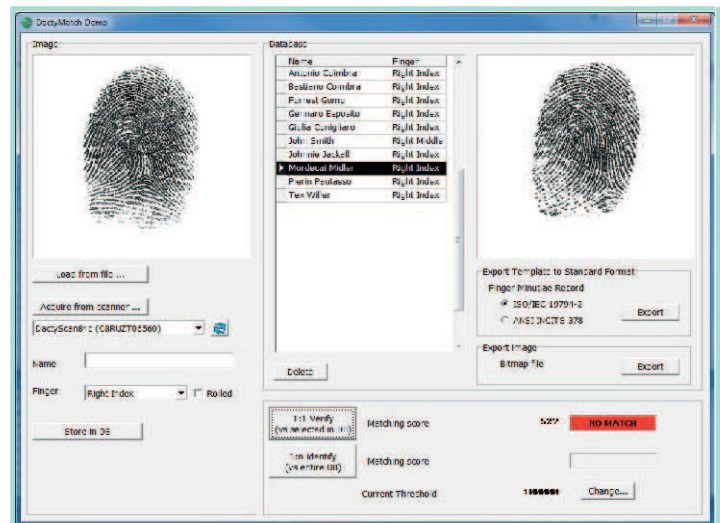 DactyMatch Demo
Image
Database
Name Finger
Antonio Coimbra Right Index
Bastiano Coimbra Right Index
Forrest Gump Right Index
Gennaro Esposito Right Index
Giulia Conigliaro Right Index
John Smith Right Middle
Johnnie Jackall Right Index
Mordecai Midler Right Index
Pierin Pautasso Right Index
Tex Willer Right Index
Load from file ...
Acquire from scanner ...
Name
Finger Right Index Rolled
Store in DB
Delete
Export Template to Standard Format
Finger Minutiae Record
ISO/IEC 19794-2
ANSI INCITS 378
Export
Export Image
Bitmap file
Export
1:1 Verify
(vs selected in DB)
Matching score 527 NO MATCH
1:n Identify
(vs entire DB)
Matching score
Current Threshold Change...